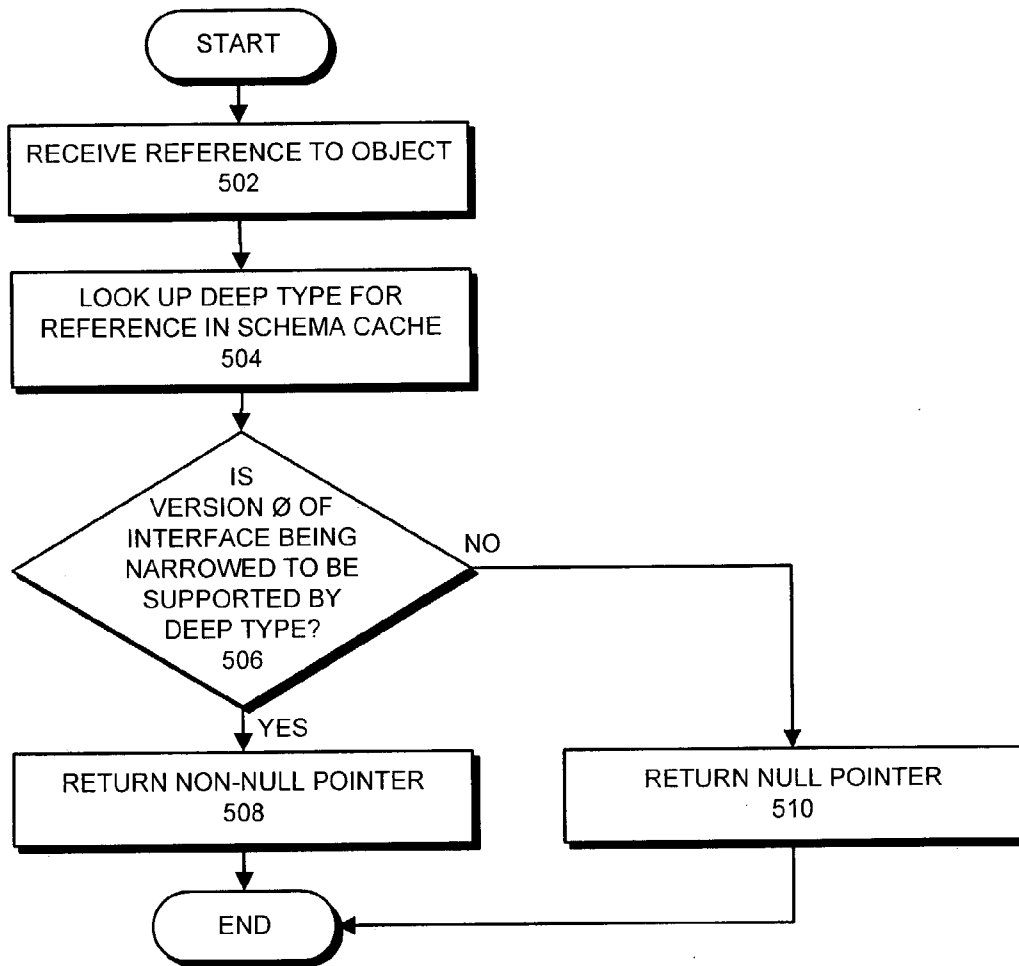 START
RECEIVE REFERENCE TO OBJECT
502
LOOK UP DEEP TYPE FOR
REFERENCE IN SCHEMA CACHE
504
IS
VERSION Ø OF
INTERFACE BEING
NARROWED TO BE
SUPPORTED BY
DEEP TYPE?
506
NO
YES
RETURN NON-NULL POINTER
508
RETURN NULL POINTER
510
END